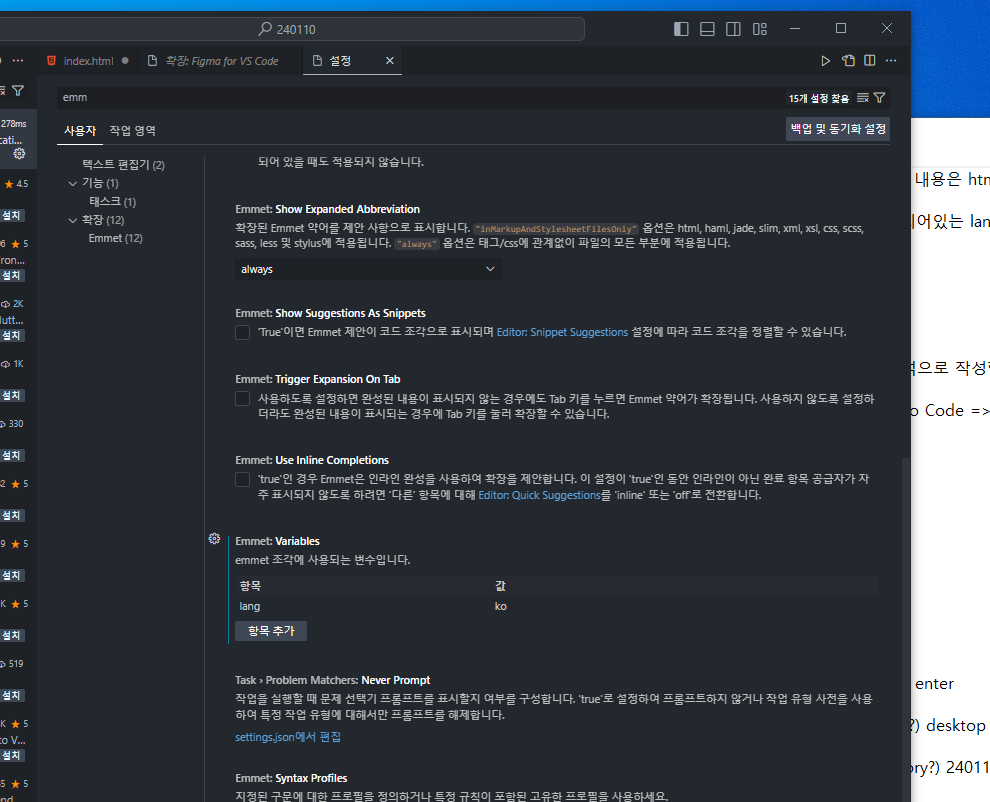 240110
index.html
확장: Figma for VS Code
설정
emm
15개 설정 찾음
사용자
작업 영역
백업 및 동기화 설정
텍스트 편집기 (2)
기능 (1)
태스크 (1)
확장 (12)
Emmet (12)
278ms
cati...
4.5
설치
5
ron...
설치
2K
utt...
설치
1K
설치
330
설치
5
설치
5
설치
K 5
설치
519
설치
K 5
to V...
설치
5
되어 있을 때도 적용되지 않습니다.
Emmet: Show Expanded Abbreviation
확장된 Emmet 약어를 제안 사항으로 표시합니다. "inMarkupAndStylesheetFilesOnly" 옵션은 html, haml, jade, slim, xml, xsl, css, scss,
sass, less 및 stylus에 적용됩니다. "always" 옵션은 태그/css에 관계없이 파일의 모든 부분에 적용됩니다.
always
Emmet: Show Suggestions As Snippets
'True'이면 Emmet 제안이 코드 조각으로 표시되며 Editor: Snippet Suggestions 설정에 따라 코드 조각을 정렬할 수 있습니다.
Emmet: Trigger Expansion On Tab
사용하도록 설정하면 완성된 내용이 표시되지 않는 경우에도 Tab 키를 누르면 Emmet 약어가 확장됩니다. 사용하지 않도록 설정하
더라도 완성된 내용이 표시되는 경우에 Tab 키를 눌러 확장할 수 있습니다.
Emmet: Use Inline Completions
'true'인 경우 Emmet은 인라인 완성을 사용하여 확장을 제안합니다. 이 설정이 'true'인 동안 인라인이 아닌 완료 항목 공급자가 자
주 표시되지 않도록 하려면 '다른' 항목에 대해 Editor: Quick Suggestions를 'inline' 또는 'off'로 전환합니다.
Emmet: Variables
emmet 조각에 사용되는 변수입니다.
항목 값
lang ko
항목 추가
Task › Problem Matchers: Never Prompt
작업을 실행할 때 문제 선택기 프롬프트를 표시할지 여부를 구성합니다. 'true'로 설정하여 프롬프트하지 않거나 작업 유형 사전을 사용
하여 특정 작업 유형에 대해서만 프롬프트를 해제합니다.
settings.json에서 편집
Emmet: Syntax Profiles
지정된 구문에 대한 프로필을 정의하거나 특정 규칙이 포함된 고유한 프로필을 사용하세요.
내용은 htm
어있는 lan
적으로 작성
o Code =>
enter
?) desktop
ory?) 24011